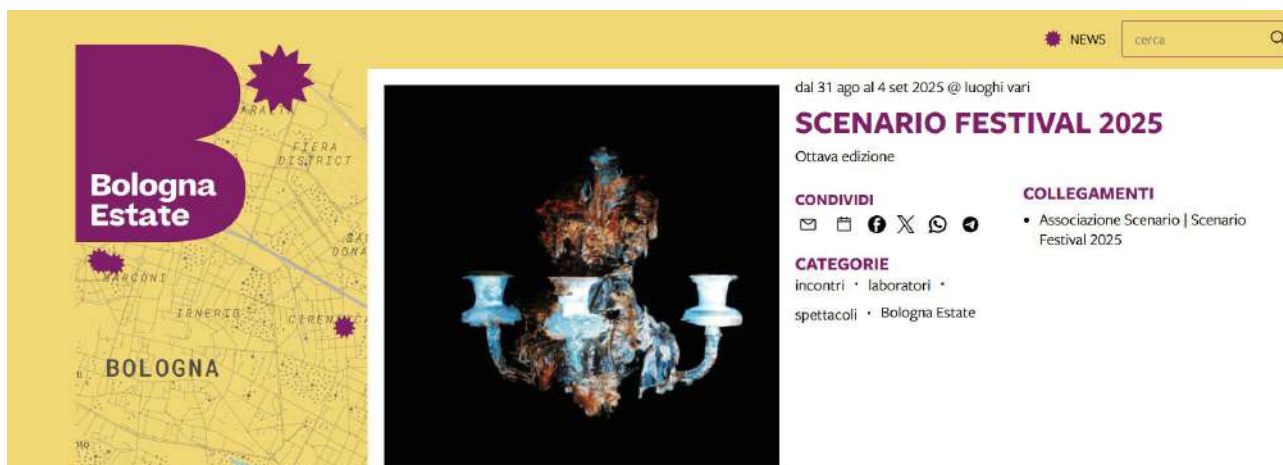 NEWS
cerca
Bologna
Estate
FIERA
DISTRICT
MARCONI
IRNERIO
BOLOGNA
dal 31 ago al 4 set 2025 @ luoghi vari
SCENARIO FESTIVAL 2025
Ottava edizione
CONDIVIDI
CATEGORIE
incontri · laboratori ·
spettacoli · Bologna Estate
COLLEGAMENTI
• Associazione Scenario | Scenario
Festival 2025